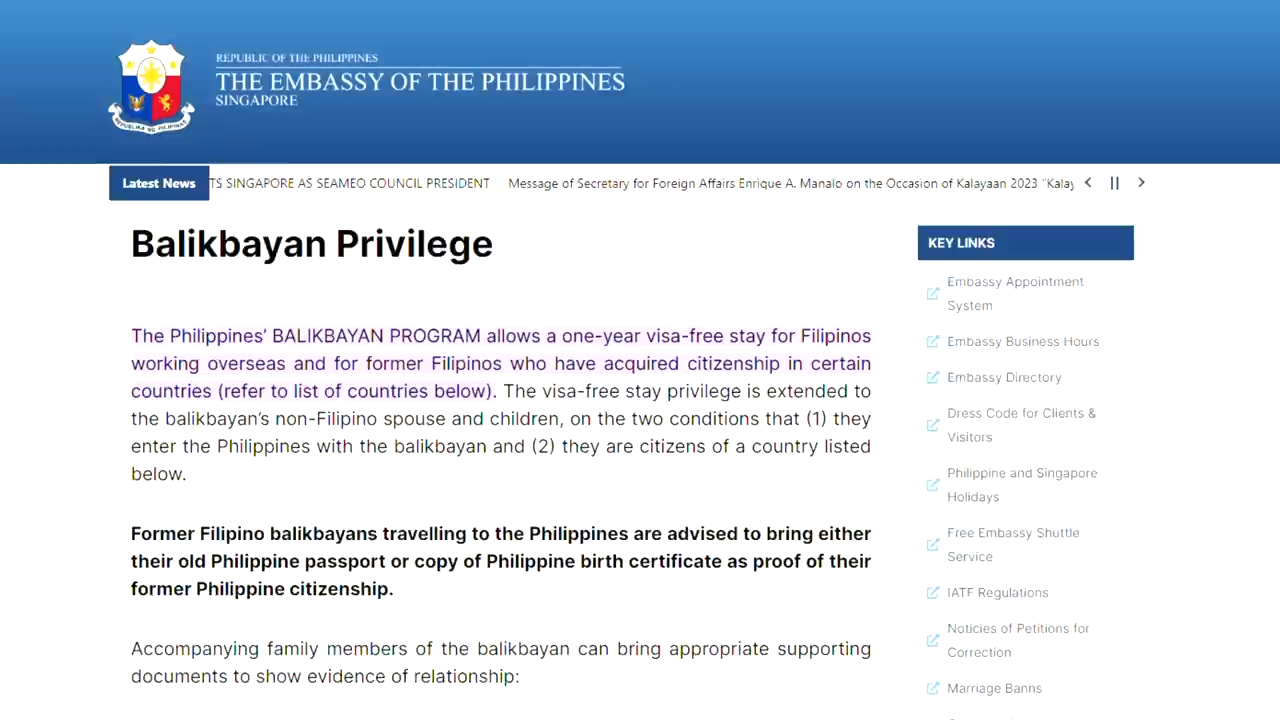 REPUBLIC OF THE PHILIPPINES
THE EMBASSY OF THE PHILIPPINES
SINGAPORE
REPUBLIKA NG PILIPINAS
Latest News
TS SINGAPORE AS SEAMEO COUNCIL PRESIDENT
Message of Secretary for Foreign Affairs Enrique A. Manalo on the Occasion of Kalayaan 2023 “Kalay
Balikbayan Privilege
The Philippines’ BALIKBAYAN PROGRAM allows a one-year visa-free stay for Filipinos
working overseas and for former Filipinos who have acquired citizenship in certain
countries (refer to list of countries below). The visa-free stay privilege is extended to
the balikbayan’s non-Filipino spouse and children, on the two conditions that (1) they
enter the Philippines with the balikbayan and (2) they are citizens of a country listed
below.
Former Filipino balikbayans travelling to the Philippines are advised to bring either
their old Philippine passport or copy of Philippine birth certificate as proof of their
former Philippine citizenship.
Accompanying family members of the balikbayan can bring appropriate supporting
documents to show evidence of relationship:
KEY LINKS
Embassy Appointment
System
Embassy Business Hours
Embassy Directory
Dress Code for Clients &
Visitors
Philippine and Singapore
Holidays
Free Embassy Shuttle
Service
IATF Regulations
Noticies of Petitions for
Correction
Marriage Banns